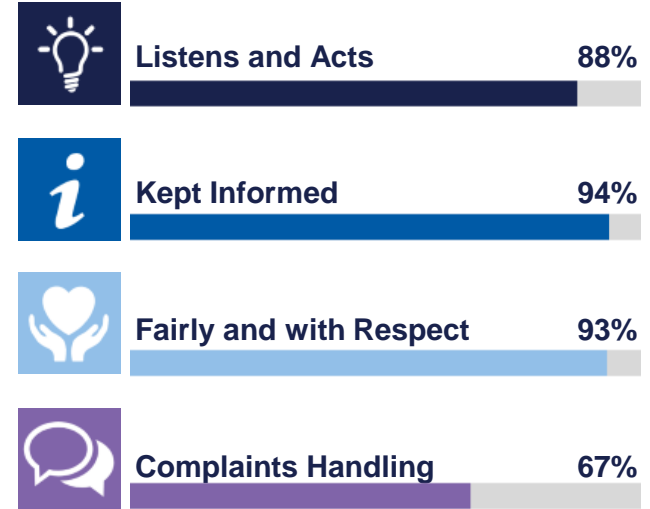 Listens and Acts 88%
Kept Informed 94%
Fairly and with Respect 93%
Complaints Handling 67%